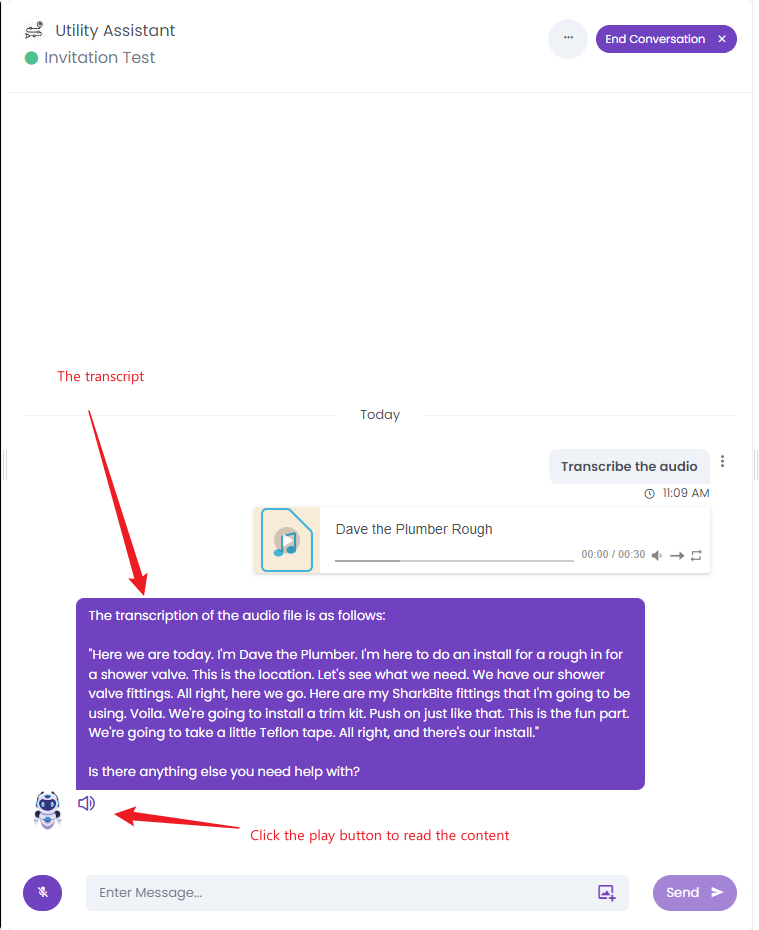 Utility Assistant
Invitation Test
...
End Conversation ×
The transcript
Today
Transcribe the audio
11:09 AM
Dave the Plumber Rough
00:00 / 00:30
The transcription of the audio file is as follows:
"Here we are today. I'm Dave the Plumber. I'm here to do an install for a rough in for
a shower valve. This is the location. Let's see what we need. We have our shower
valve fittings. All right, here we go. Here are my SharkBite fittings that I'm going to be
using. Voila. We're going to install a trim kit. Push on just like that. This is the fun part.
We're going to take a little Teflon tape. All right, and there's our install."
Is there anything else you need help with?
Click the play button to read the content
Enter Message...
Send